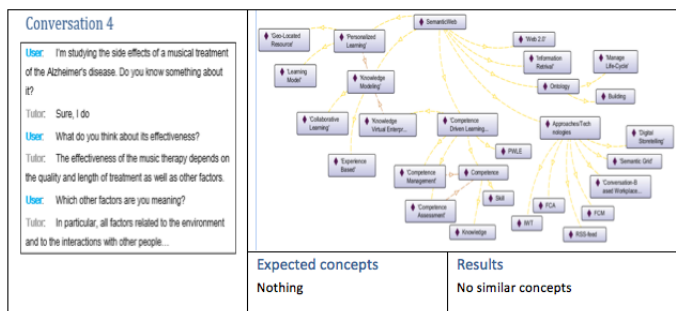 Conversation 4
User: I'm studying the side effects of a musical treatment
of the Alzheimer's disease. Do you know something about
it?
Tutor: Sure, I do
User: What do you think about its effectiveness?
Tutor: The effectiveness of the music therapy depends on
the quality and length of treatment as well as other factors.
User: Which other factors are you meaning?
Tutor: In particular, all factors related to the environment
and to the interactions with other people...
SemanticWeb
'Geo-Located
Resource'
'Personalized
Learning'
'Web 2.0'
'Information
Retrieval'
'Manage
Life-Cycle'
'Learning
Model'
'Knowledge
Modeling'
Ontology
Building
'Collaborative
Learning'
'Knowledge
Virtual Enterpr...
'Competence
Driven Learning...
Approaches/Tech
nologies
'Digital
Storytelling'
'Experience
Based'
PWLE
'Semantic Grid'
'Competence
Management'
Competence
'Conversation-B
ased Workplace...
Skill
'Competence
Assessment'
FCA
FCM
Knowledge
IWT
RSS-feed
Expected concepts
Nothing
Results
No similar concepts